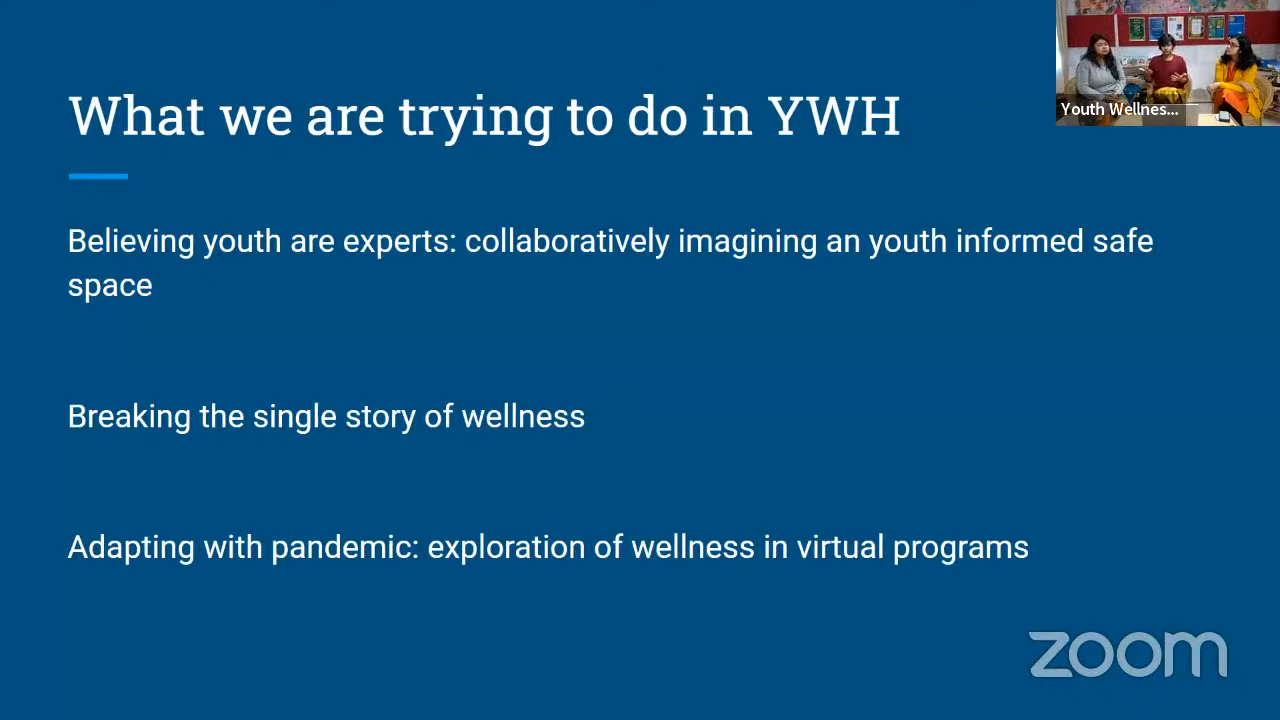 What we are trying to do in YWH
Youth Wellnes...
Believing youth are experts: collaboratively imagining an youth informed safe
space
Breaking the single story of wellness
Adapting with pandemic: exploration of wellness in virtual programs
zoom